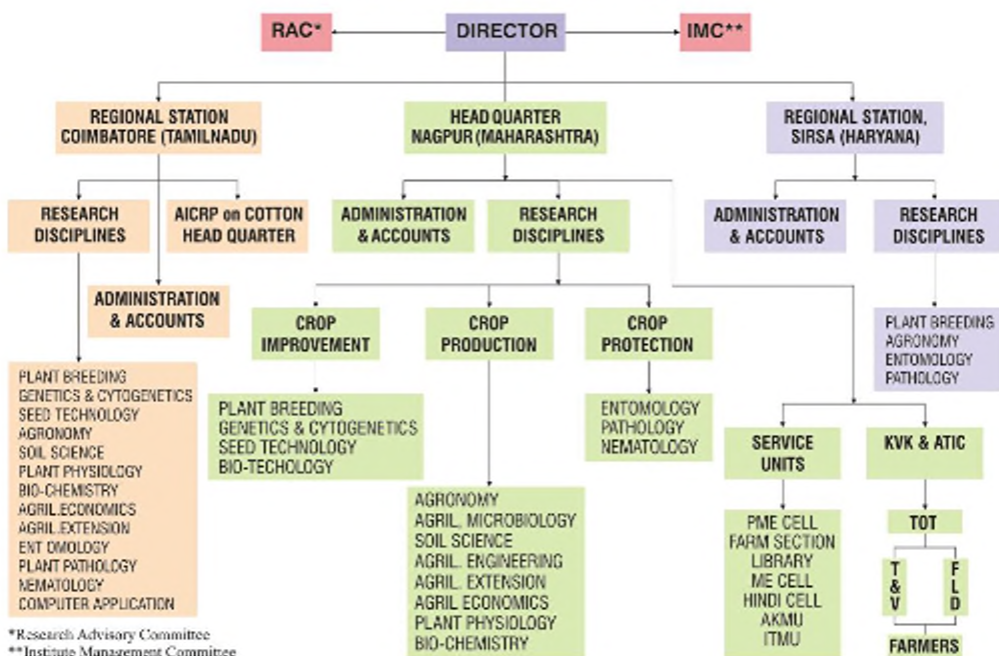 RAC*
DIRECTOR
IMC**
REGIONAL STATION
COIMBATORE (TAMILNADU)
HEAD QUARTER
NAGPUR (MAHARASHTRA)
REGIONAL STATION,
SIRSA (HARYANA)
RESEARCH
DISCIPLINES
AICRP on COTTON
HEAD QUARTER
ADMINISTRATION
& ACCOUNTS
RESEARCH
DISCIPLINES
ADMINISTRATION
& ACCOUNTS
RESEARCH
DISCIPLINES
ADMINISTRATION
& ACCOUNTS
CROP
IMPROVEMENT
CROP
PRODUCTION
CROP
PROTECTION
PLANT BREEDING
AGRONOMY
ENTOMOLOGY
PATHOLOGY
PLANT BREEDING
GENETICS & CYTOGENETICS
SEED TECHNOLOGY
AGRONOMY
SOIL SCIENCE
PLANT PHYSIOLOGY
BIO-CHEMISTRY
AGRIL.ECONOMICS
AGRIL.EXTENSION
ENT OMOLOGY
PLANT PATHOLOGY
NEMATOLOGY
COMPUTER APPLICATION
PLANT BREEDING
GENETICS & CYTOGENETICS
SEED TECHNOLOGY
BIO-TECHOLOGY
ENTOMOLOGY
PATHOLOGY
NEMATOLOGY
SERVICE
UNITS
KVK & ATIC
AGRONOMY
AGRIL. MICROBIOLOGY
SOIL SCIENCE
AGRIL. ENGINEERING
AGRIL. EXTENSION
AGRIL ECONOMICS
PLANT PHYSIOLOGY
BIO-CHEMISTRY
PME CELL
FARM SECTION
LIBRARY
ME CELL
HINDI CELL
AKMU
ITMU
TOT
T&V
FLD
FARMERS
*Research Advisory Committee
**Institute Management Committee